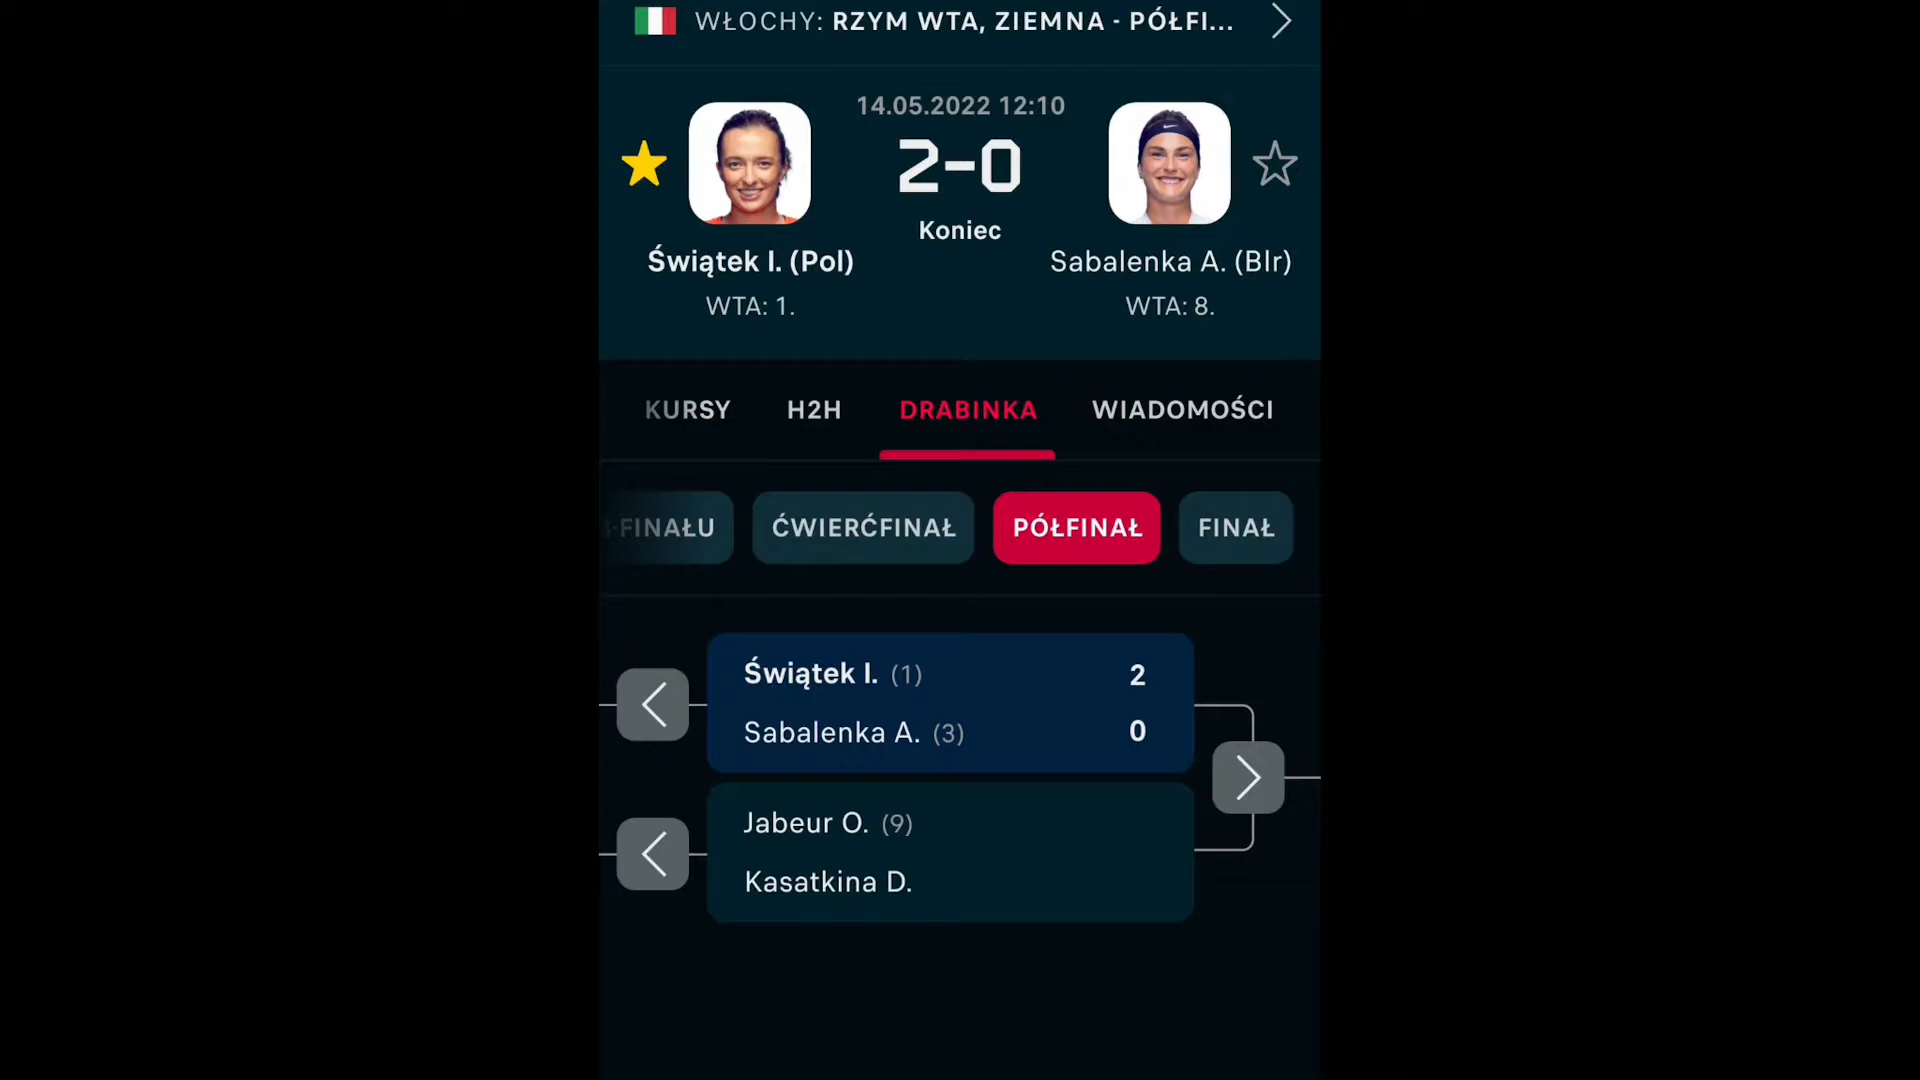 WŁOCHY: RZYM WTA, ZIEMNA - PÓŁFI...
14.05.2022 12:10
2-0
Koniec
Świątek I. (Pol)
WTA: 1.
Sabalenka A. (Blr)
WTA: 8.
KURSY H2H DRABINKA WIADOMOŚCI
-FINAŁU ĆWIERĆFINAŁ PÓŁFINAŁ FINAŁ
Świątek I. (1) 2
Sabalenka A. (3) 0
Jabeur O. (9)
Kasatkina D.